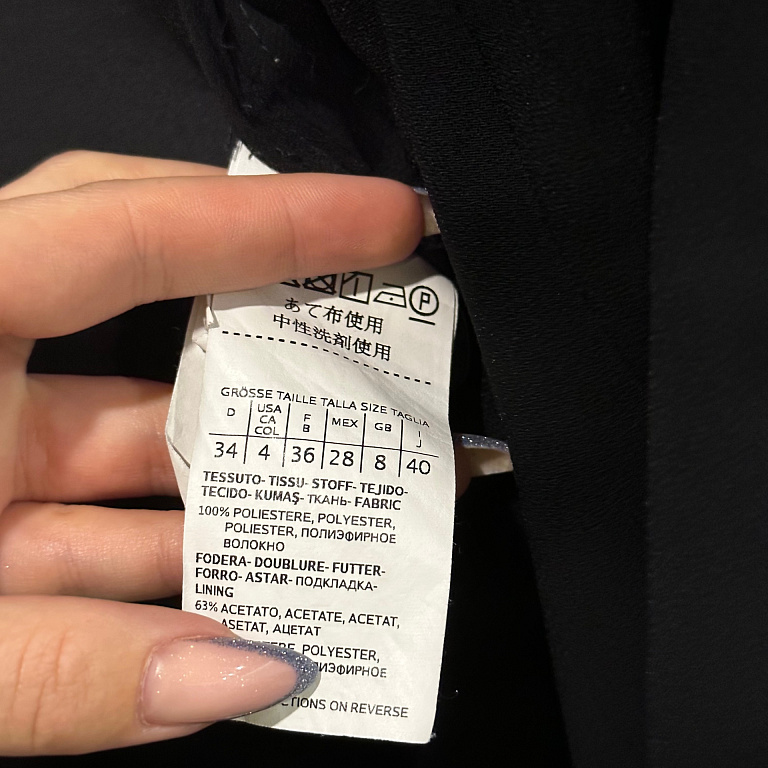 P
あて布使用
中性洗剤使用
GRÖSSE TAILLE TALLA SIZE TAGLIA
D USA CA COL F B MEX GB I J
34 4 36 28 8 40
TESSUTO- TISSU- STOFF- TEJIDO-
TECIDO- KUMAŞ- ТКАНЬ- FABRIC
100% POLIESTERE, POLYESTER,
POLIESTER, ПОЛИЭФИРНОЕ
ВОЛОКНО
FODERA- DOUBLURE- FUTTER-
FORRO- ASTAR- ПОДКЛАДКА-
LINING
63% ACETATO, ACETATE, ACETAT,
ASETAT, АЦЕТАТ
POLYESTER,
ON REVERSE